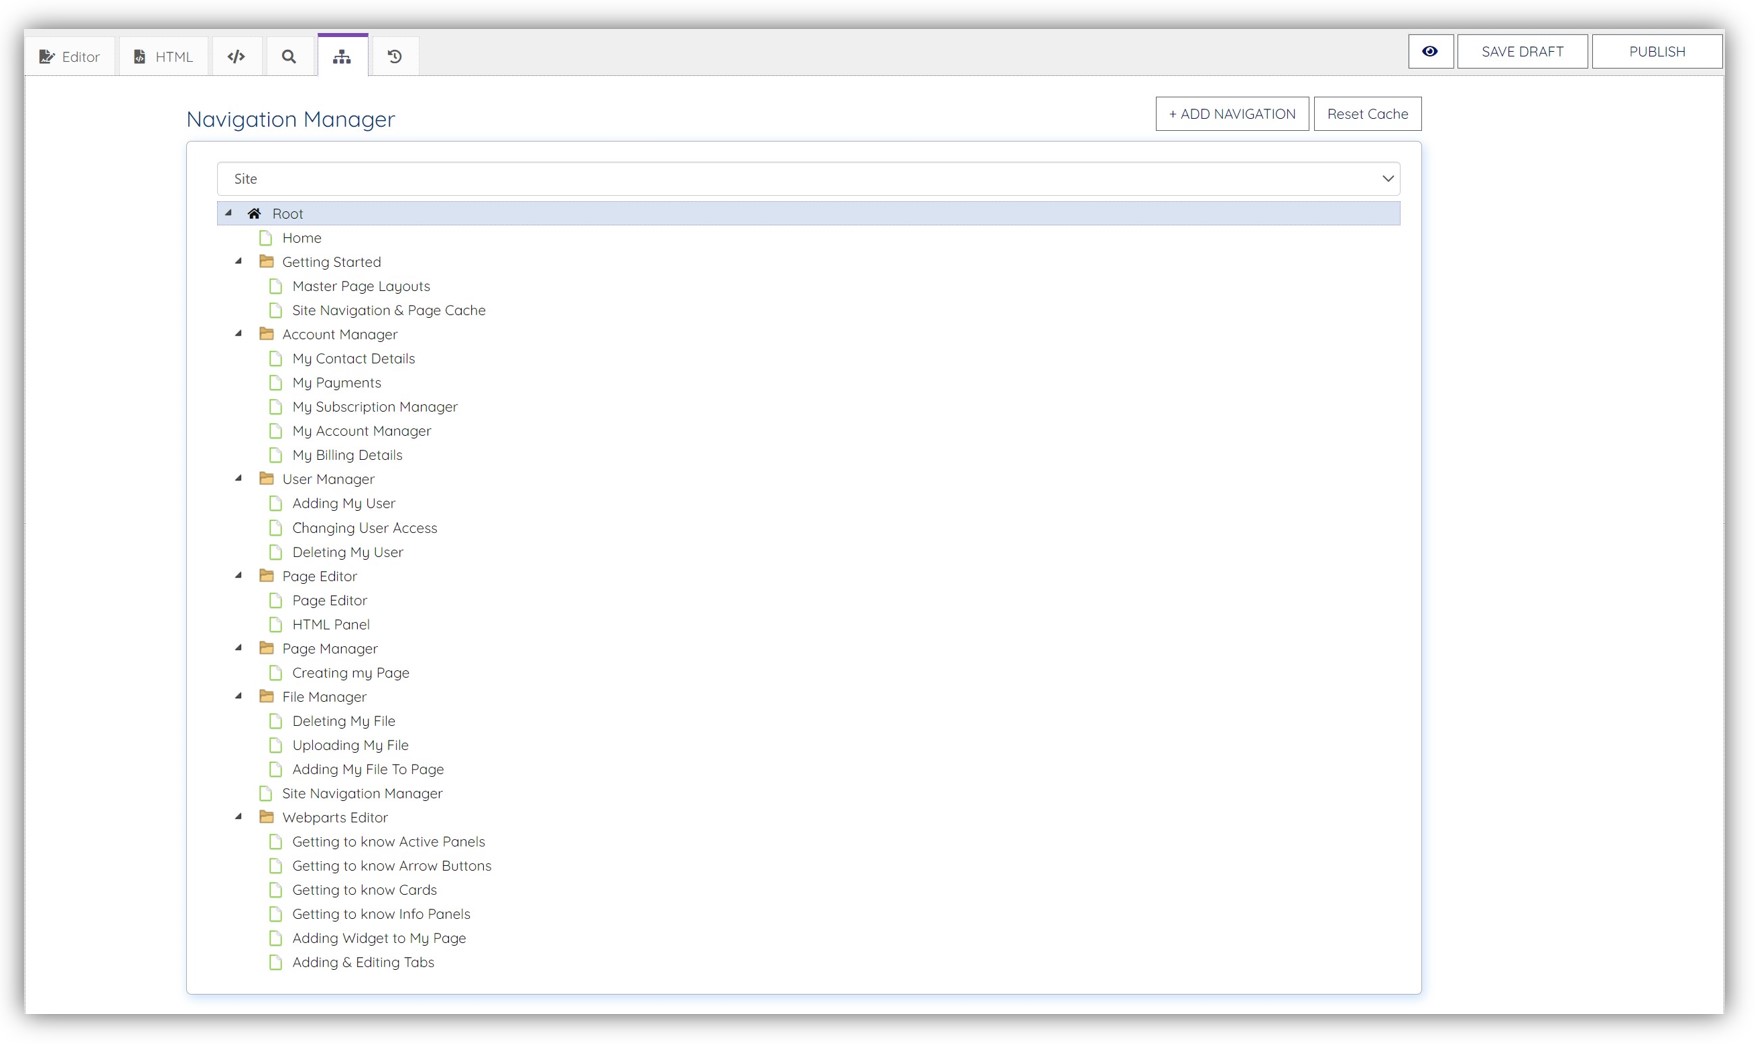 Editor HTML </> SAVE DRAFT PUBLISH
Navigation Manager + ADD NAVIGATION Reset Cache
Site
Root
Home
Getting Started
Master Page Layouts
Site Navigation & Page Cache
Account Manager
My Contact Details
My Payments
My Subscription Manager
My Account Manager
My Billing Details
User Manager
Adding My User
Changing User Access
Deleting My User
Page Editor
Page Editor
HTML Panel
Page Manager
Creating my Page
File Manager
Deleting My File
Uploading My File
Adding My File To Page
Site Navigation Manager
Webparts Editor
Getting to know Active Panels
Getting to know Arrow Buttons
Getting to know Cards
Getting to know Info Panels
Adding Widget to My Page
Adding & Editing Tabs